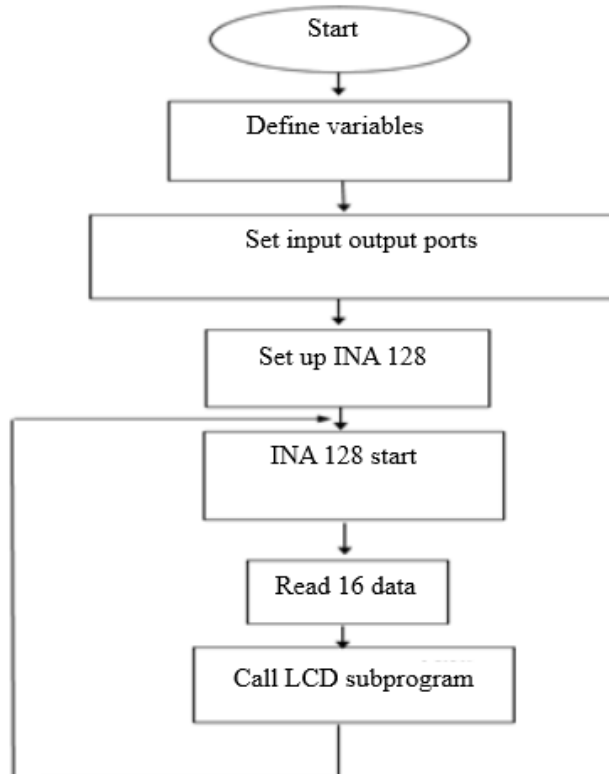 Start
Define variables
Set input output ports
Set up INA 128
INA 128 start
Read 16 data
Call LCD subprogram